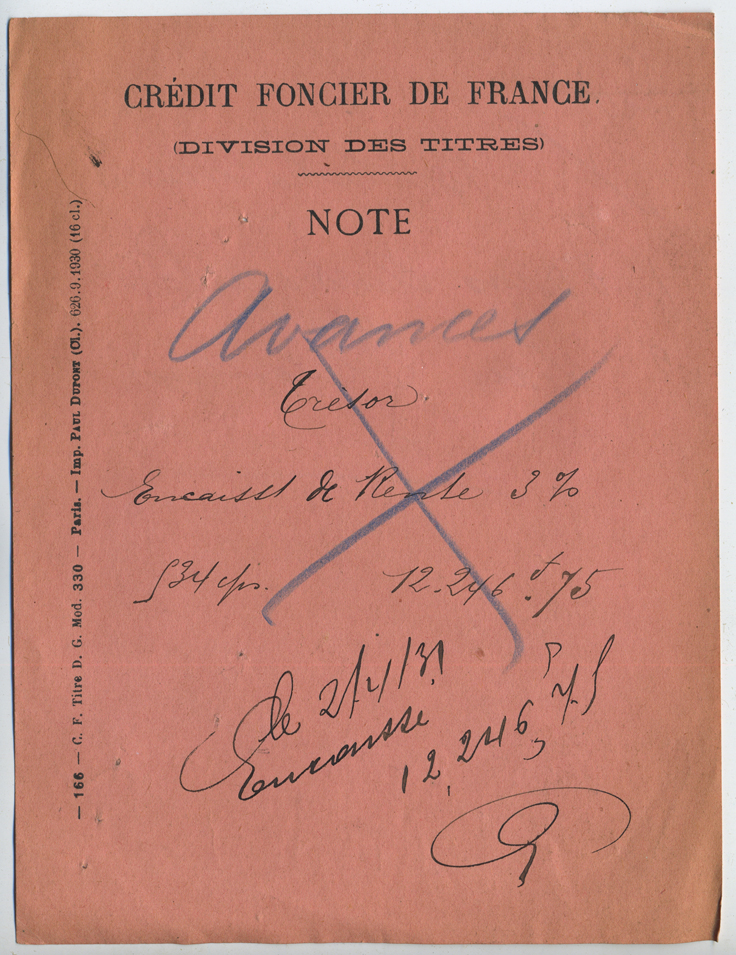 CRÉDIT FONCIER DE FRANCE.
(DIVISION DES TITRES)
NOTE
Avances
Trésor
Encaisst de Rente 3 %
534 cps. 12.246 f. 75
le 2/4/31
Encaissé
12,246,75
— 166 — C. F. Titre D. G. Mod. 330 — Paris. — Imp. PAUL DUPONT (Cl.). 626.9.1930 (16 cl.)